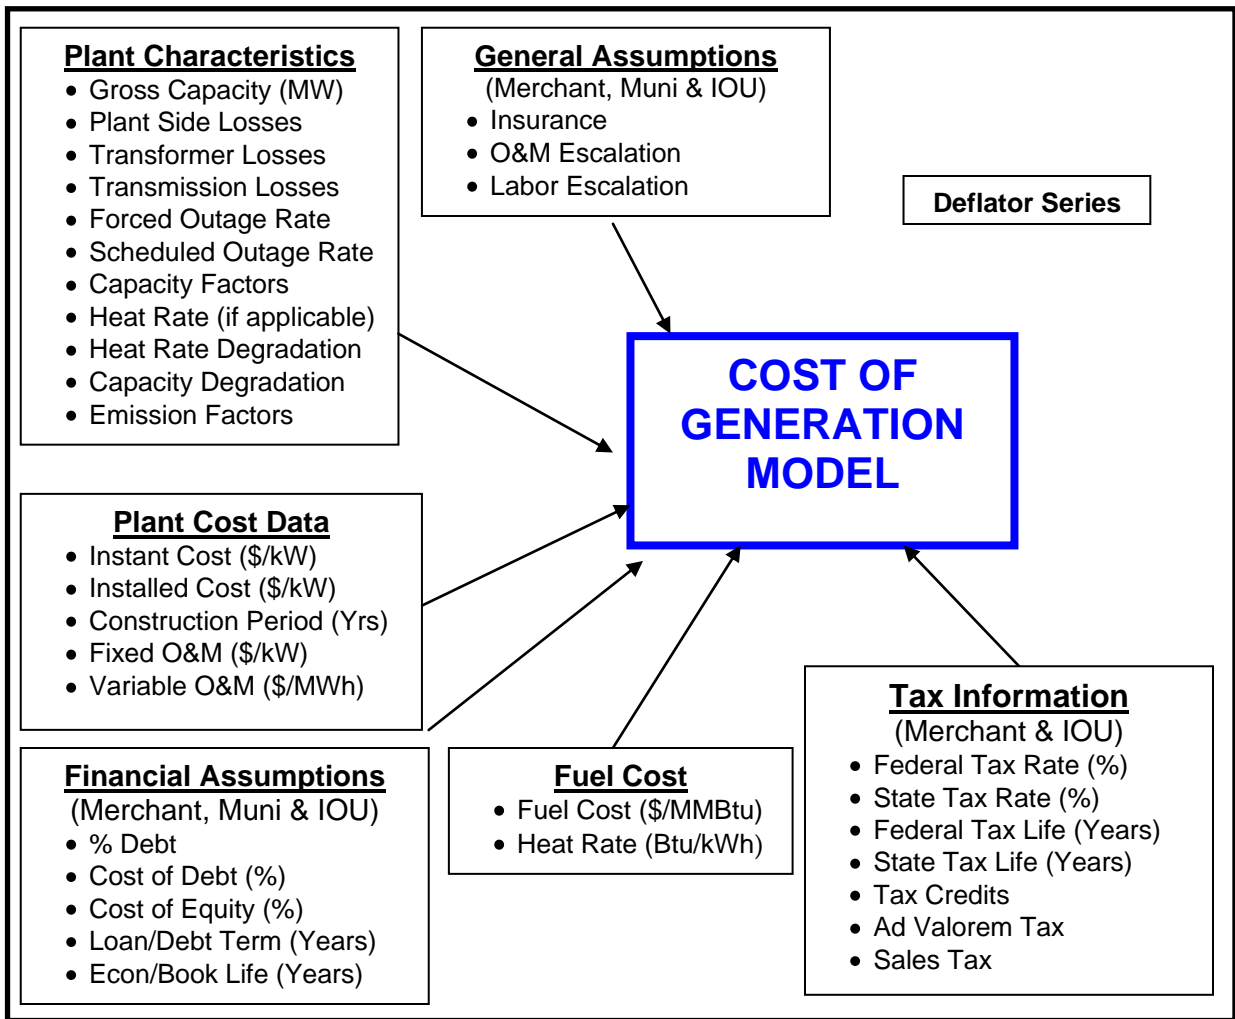 Plant Characteristics
• Gross Capacity (MW)
• Plant Side Losses
• Transformer Losses
• Transmission Losses
• Forced Outage Rate
• Scheduled Outage Rate
• Capacity Factors
• Heat Rate (if applicable)
• Heat Rate Degradation
• Capacity Degradation
• Emission Factors
General Assumptions
(Merchant, Muni & IOU)
• Insurance
• O&M Escalation
• Labor Escalation
Deflator Series
COST OF
GENERATION
MODEL
Plant Cost Data
• Instant Cost ($/kW)
• Installed Cost ($/kW)
• Construction Period (Yrs)
• Fixed O&M ($/kW)
• Variable O&M ($/MWh)
Financial Assumptions
(Merchant, Muni & IOU)
• % Debt
• Cost of Debt (%)
• Cost of Equity (%)
• Loan/Debt Term (Years)
• Econ/Book Life (Years)
Fuel Cost
• Fuel Cost ($/MMBtu)
• Heat Rate (Btu/kWh)
Tax Information
(Merchant & IOU)
• Federal Tax Rate (%)
• State Tax Rate (%)
• Federal Tax Life (Years)
• State Tax Life (Years)
• Tax Credits
• Ad Valorem Tax
• Sales Tax